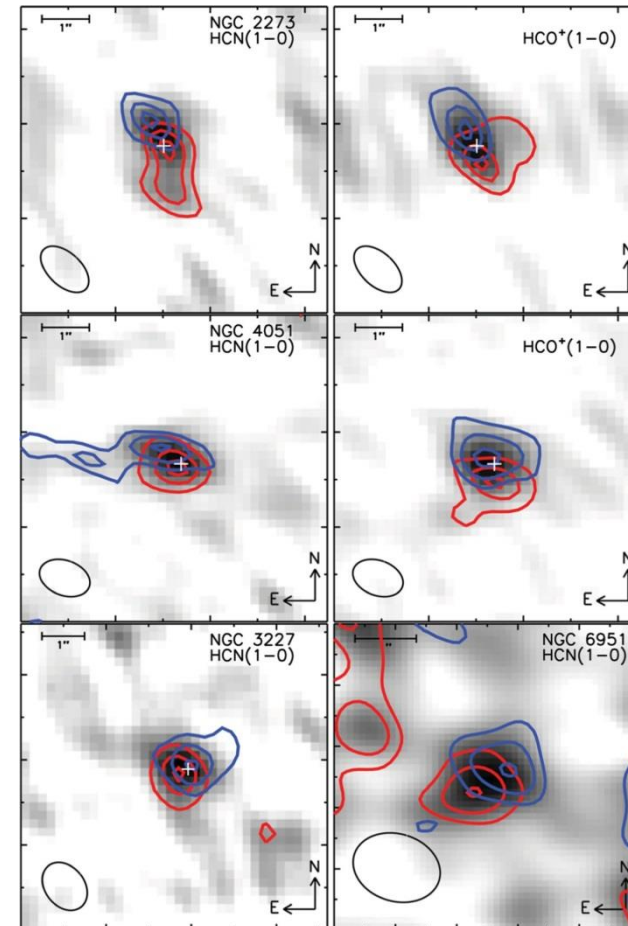 1" NGC 2273
HCN(1-0)
N
E
1" HCO⁺(1-0)
N
E
1" NGC 4051
HCN(1-0)
N
E
1" HCO⁺(1-0)
N
E
1" NGC 3227
HCN(1-0)
N
E
" NGC 6951
HCN(1-0)
N
E